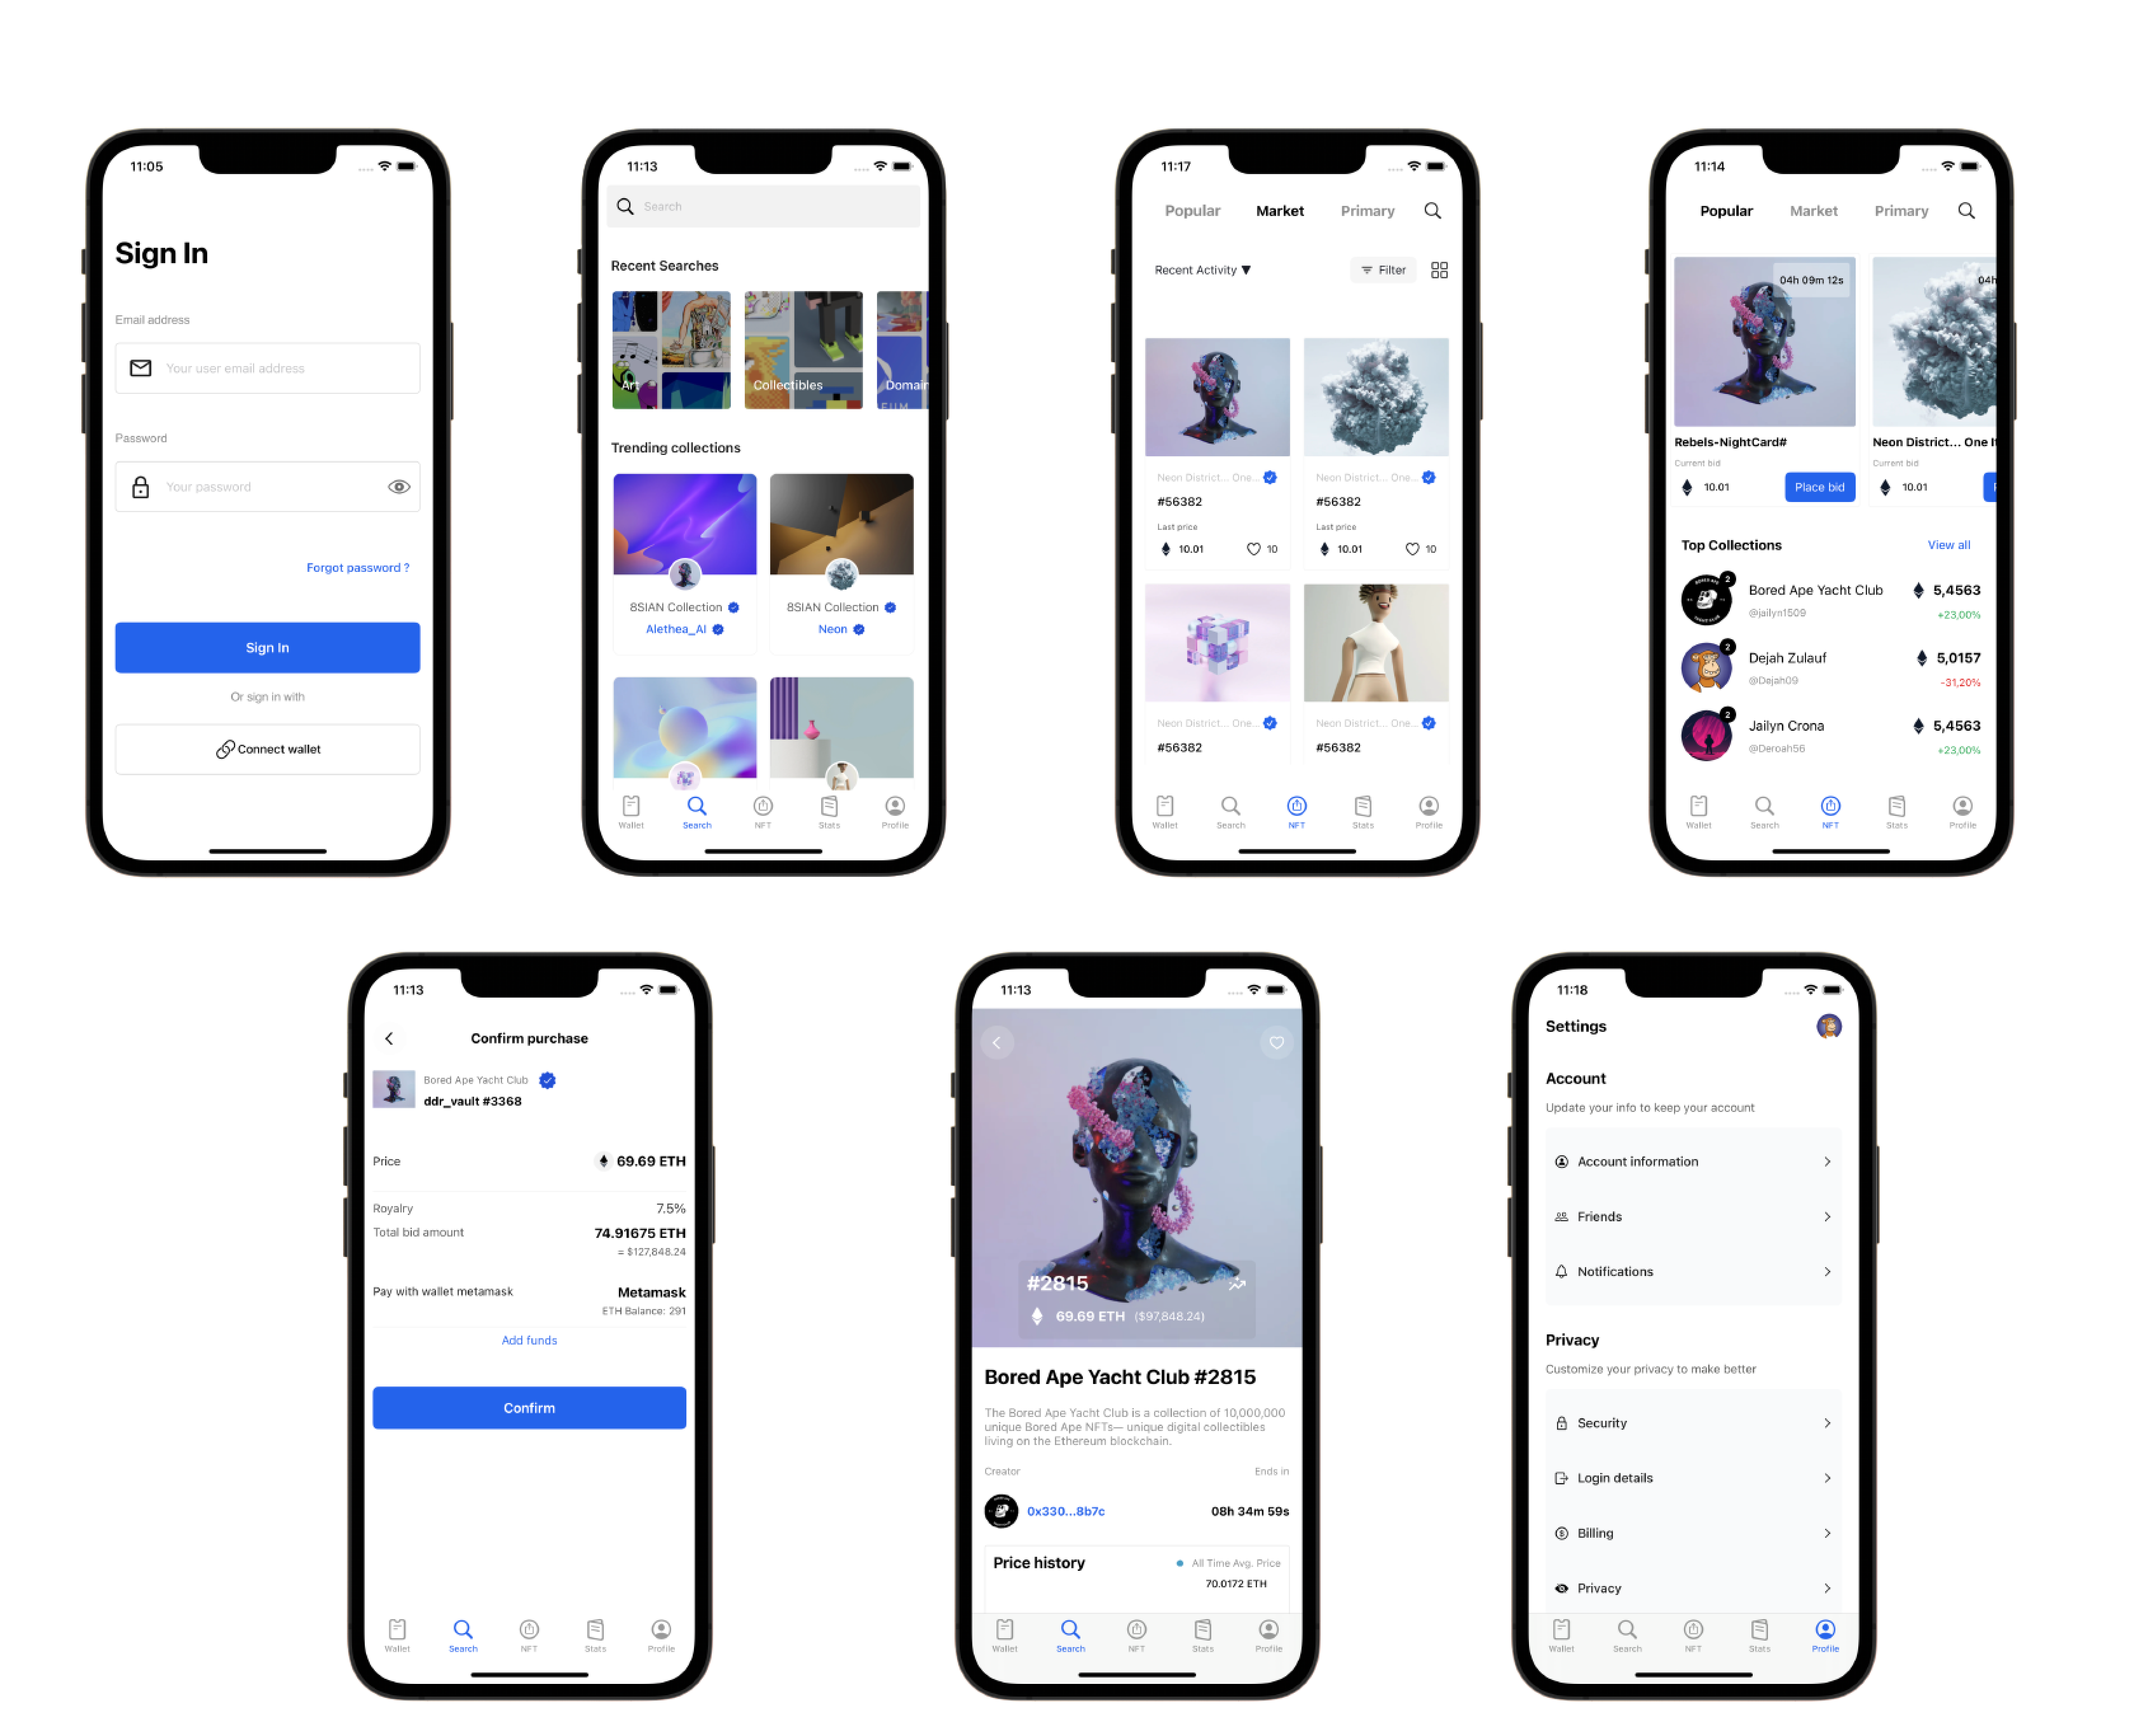 11:05
Sign In
Email address
Your user email address
Password
Your password
Forgot password ?
Sign In
Or sign in with
Connect wallet
11:13
Search
Recent Searches
Art
Collectibles
Domain
Trending collections
8SIAN Collection
Alethea_AI
8SIAN Collection
Neon
Wallet
Search
NFT
Stats
Profile
11:17
Popular
Market
Primary
Recent Activity ▼
Filter
Neon District... One...
#56382
Last price
10.01
10
Neon District... One...
#56382
Last price
10.01
10
Neon District... One...
#56382
Neon District... One...
#56382
Wallet
Search
NFT
Stats
Profile
11:14
Popular
Market
Primary
04h 09m 12s
Rebels-NightCard#
Current bid
10.01
Place bid
04h
Neon District... One
Current bid
10.01
Top Collections
View all
2
Bored Ape Yacht Club
@jailyn1509
5,4563
+23,00%
2
Dejah Zulauf
@Dejah09
5,0157
-31,20%
2
Jailyn Crona
@Deroah56
5,4563
+23,00%
Wallet
Search
NFT
Stats
Profile
11:13
Confirm purchase
Bored Ape Yacht Club
ddr_vault #3368
Price
69.69 ETH
Royalry
7.5%
Total bid amount
74.91675 ETH
= $127,848.24
Pay with wallet metamask
Metamask
ETH Balance: 291
Add funds
Confirm
Wallet
Search
NFT
Stats
Profile
11:13
#2815
69.69 ETH ($97,848.24)
Bored Ape Yacht Club #2815
The Bored Ape Yacht Club is a collection of 10,000,000
unique Bored Ape NFTs— unique digital collectibles
living on the Ethereum blockchain.
Creator
Ends in
0x330...8b7c
08h 34m 59s
Price history
All Time Avg. Price
70.0172 ETH
Wallet
Search
NFT
Stats
Profile
11:18
Settings
Account
Update your info to keep your account
Account information
Friends
Notifications
Privacy
Customize your privacy to make better
Security
Login details
Billing
Privacy
Wallet
Search
NFT
Stats
Profile